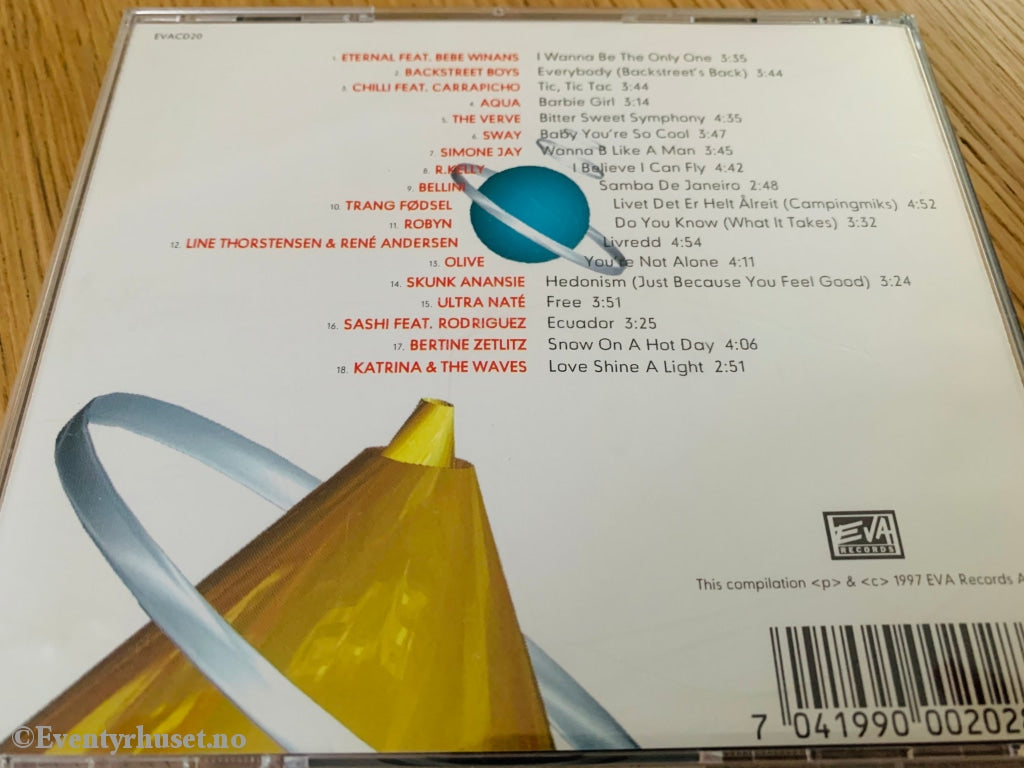 EVACD20
1. ETERNAL FEAT. BEBE WINANS I Wanna Be The Only One 3:35
2. BACKSTREET BOYS Everybody (Backstreet's Back) 3:44
3. CHILLI FEAT. CARRAPICHO Tic, Tic Tac 3:44
4. AQUA Barbie Girl 3:14
5. THE VERVE Bitter Sweet Symphony 4:35
6. SWAY Baby You're So Cool 3:47
7. SIMONE JAY Wanna B Like A Man 3:45
8. R.KELLY I Believe I Can Fly 4:42
9. BELLINI Samba De Janeiro 2:48
10. TRANG FØDSEL Livet Det Er Helt Ålreit (Campingmiks) 4:52
11. ROBYN Do You Know (What It Takes) 3:32
12. LINE THORSTENSEN & RENÉ ANDERSEN Livredd 4:54
13. OLIVE You're Not Alone 4:11
14. SKUNK ANANSIE Hedonism (Just Because You Feel Good) 3:24
15. ULTRA NATÉ Free 3:51
16. SASH! FEAT. RODRIGUEZ Ecuador 3:25
17. BERTINE ZETLITZ Snow On A Hot Day 4:06
18. KATRINA & THE WAVES Love Shine A Light 2:51
EVA
RECORDS
This compilation <p> & <c> 1997 EVA Records A
7 041990 00202
©Eventyrhuset.no